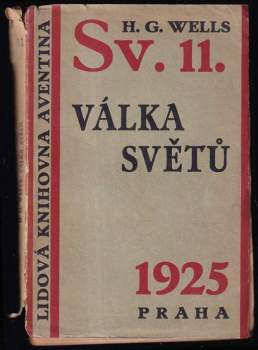 H. G. WELLS
Sv. 11.
VÁLKA
SVĚTŮ
1925
PRAHA
LIDOVÁ KNIHOVNA AVENTINA